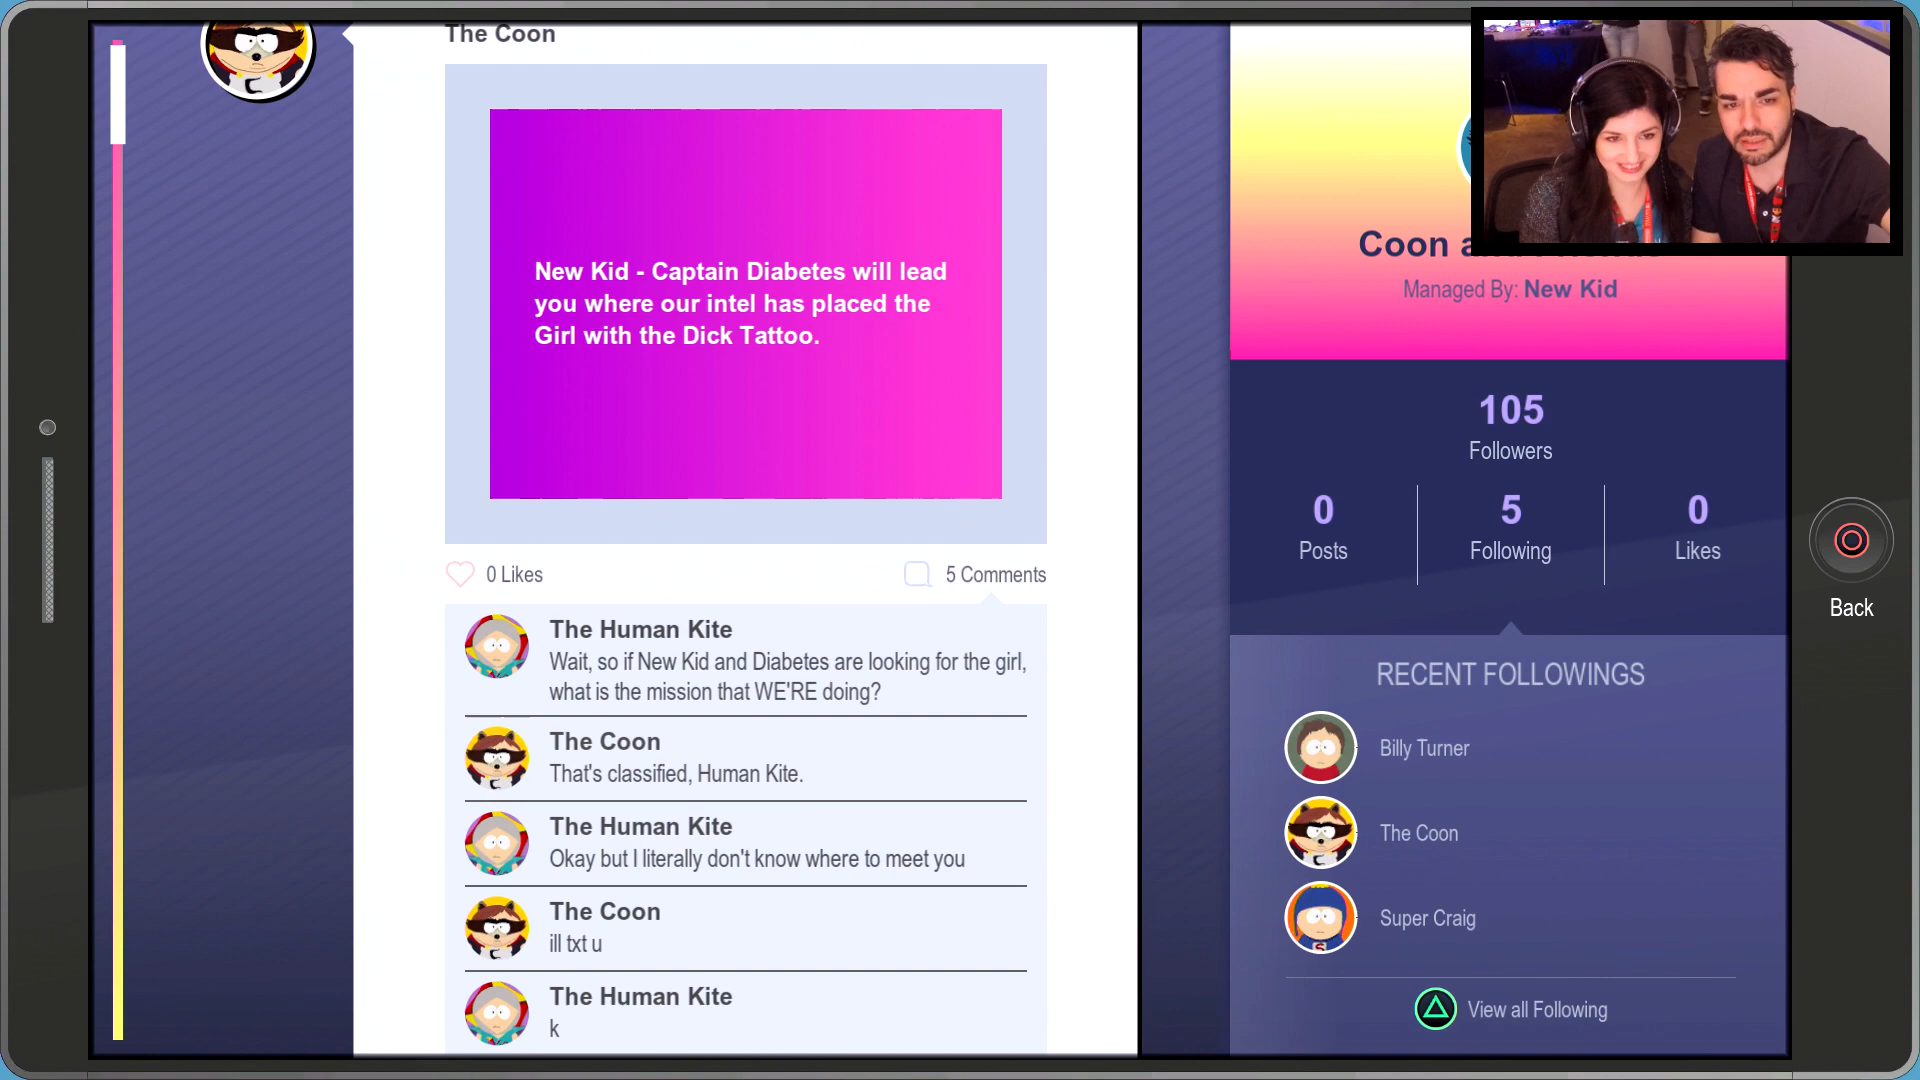 The Coon
New Kid - Captain Diabetes will lead
you where our intel has placed the
Girl with the Dick Tattoo.
0 Likes
5 Comments
The Human Kite
Wait, so if New Kid and Diabetes are looking for the girl,
what is the mission that WE'RE doing?
The Coon
That's classified, Human Kite.
The Human Kite
Okay but I literally don't know where to meet you
The Coon
ill txt u
The Human Kite
k
Coon
Managed By: New Kid
105
Followers
0
Posts
5
Following
0
Likes
RECENT FOLLOWINGS
Billy Turner
The Coon
Super Craig
View all Following
Back